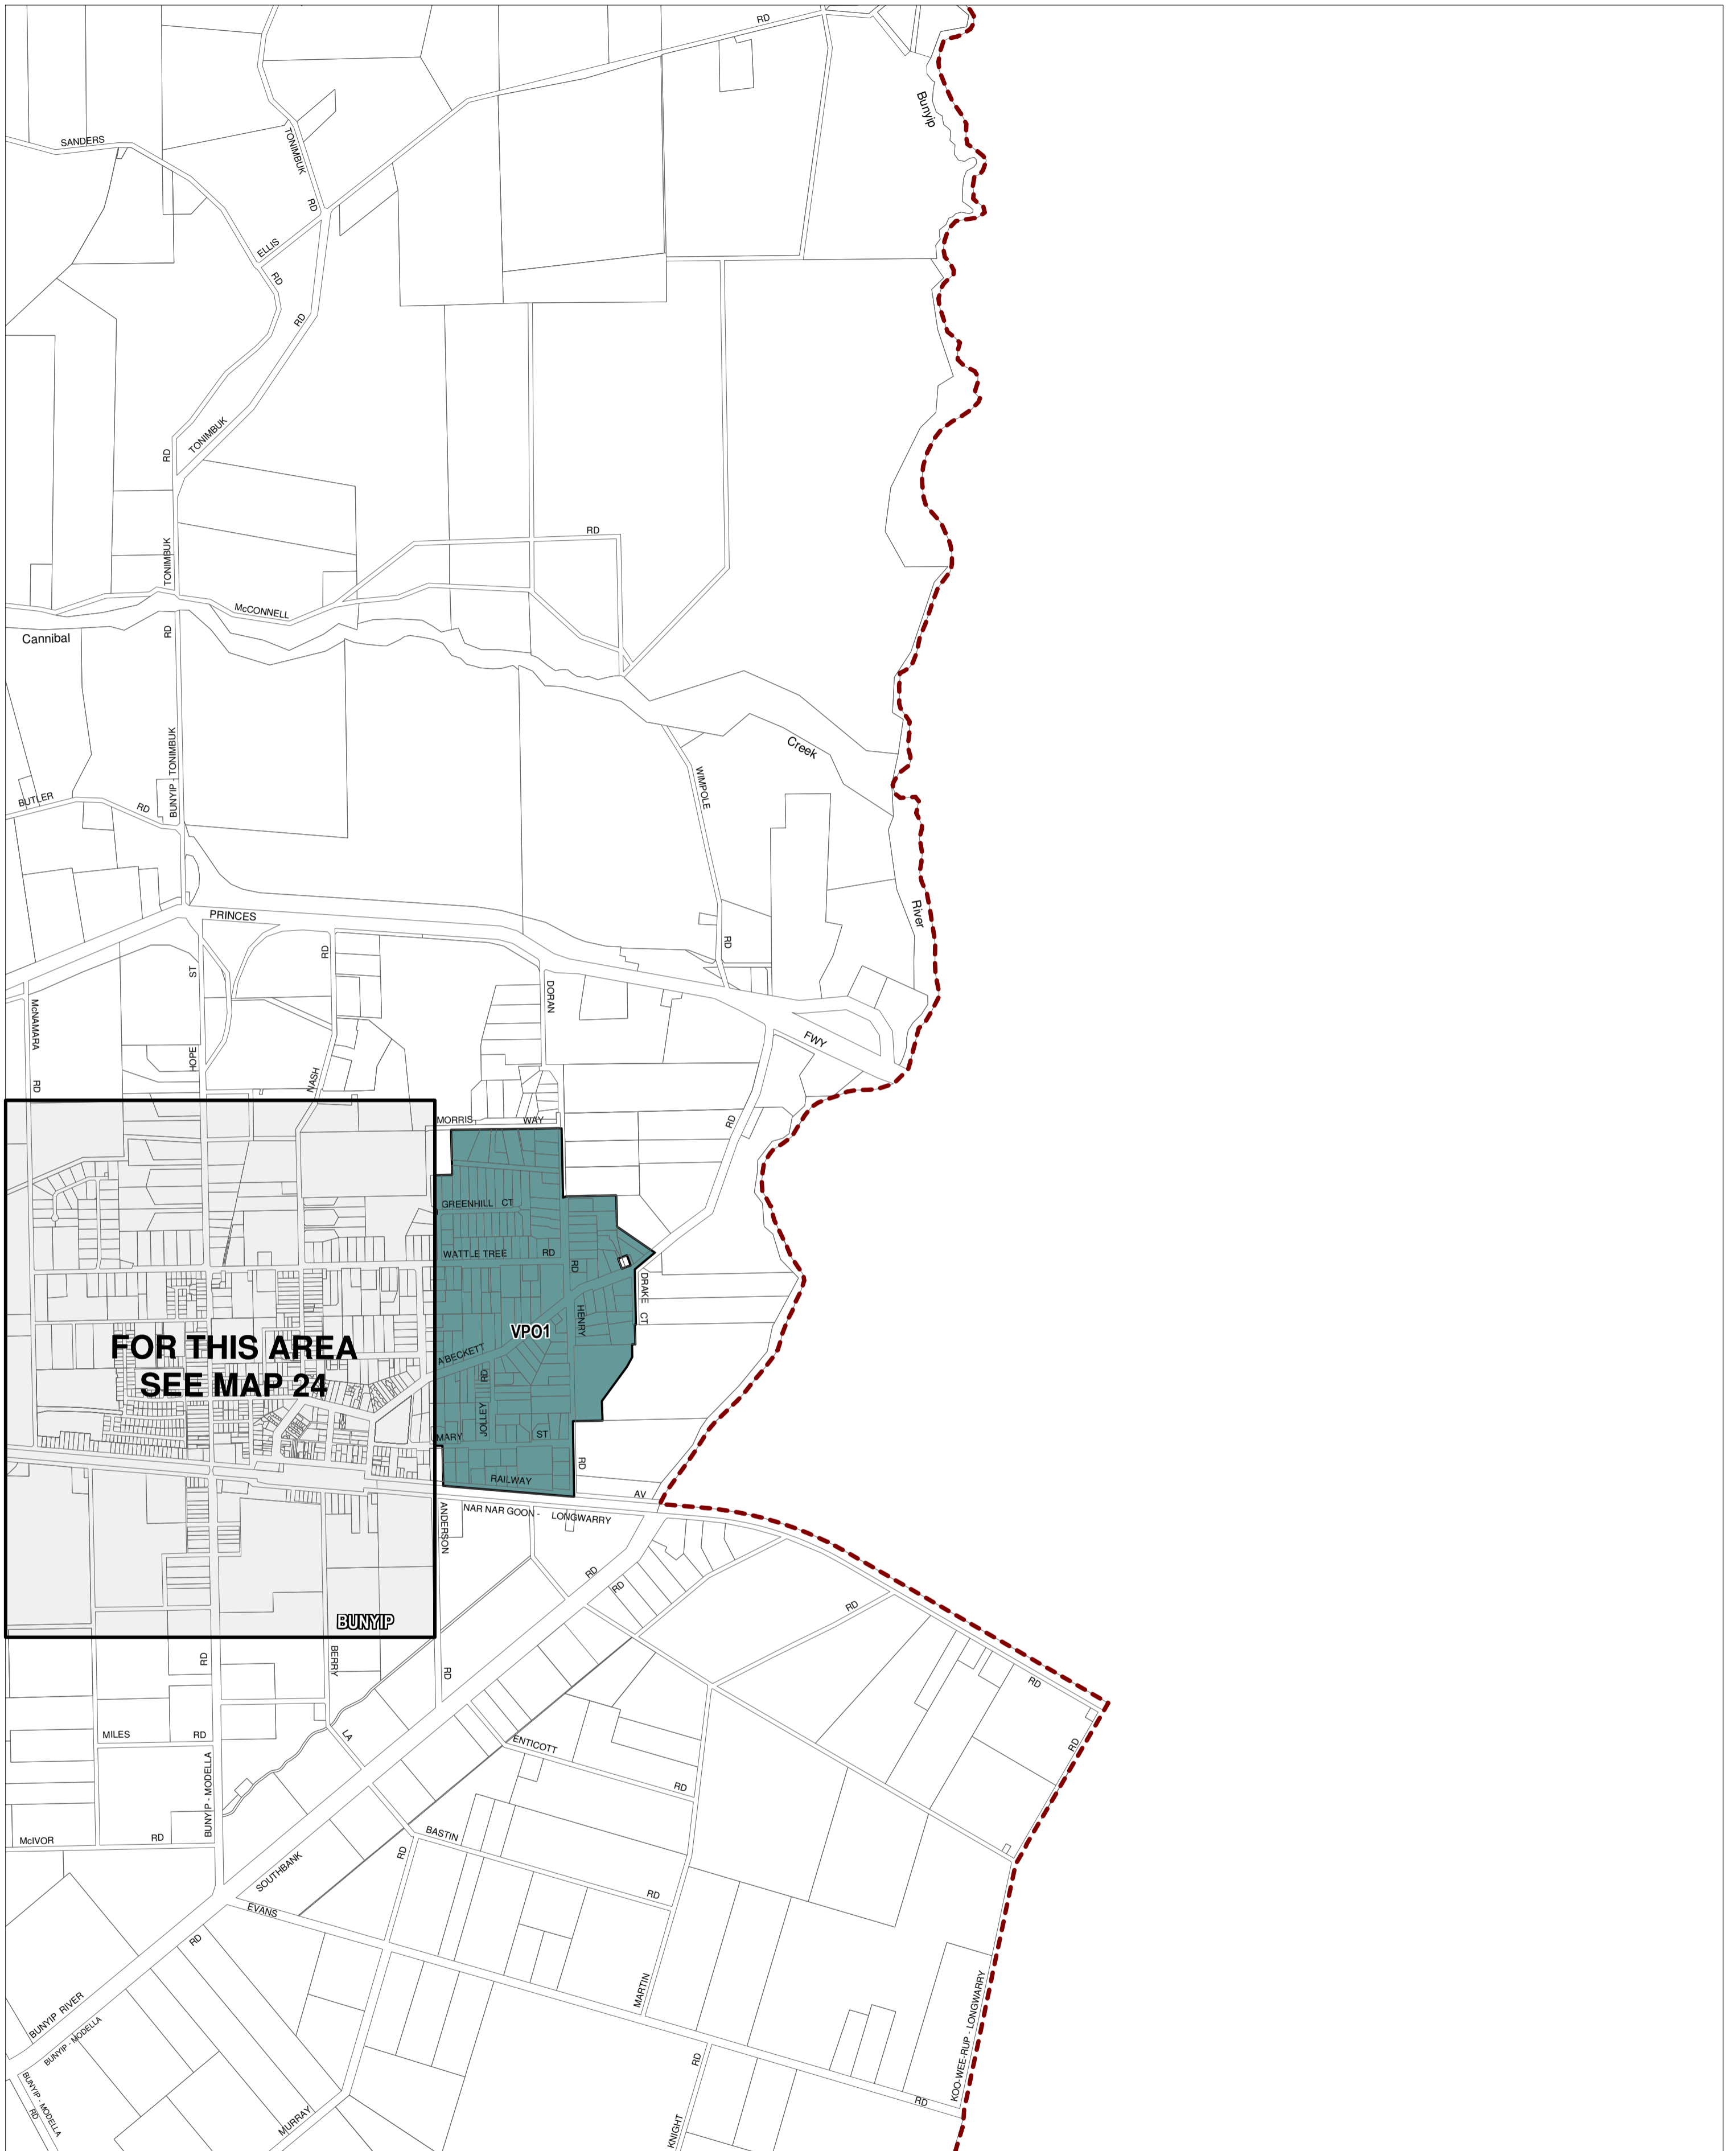 RD
Bunyip
SANDERS
TONIMBUK
RD
ELLIS
RD
RD
TONIMBUK
RD
RD
TONIMBUK
McCONNELL
RD
Cannibal
BUNYIP - TONIMBUK
Creek
WIMPOLE
BUTLER
RD
River
PRINCES
RD
RD
ST
DORAN
McNAMARA
FWY
HOPE
NASH
RD
MORRIS
WAY
RD
GREENHILL CT
WATTLE TREE
RD
RD
DRAKE CT
HENRY
VPO1
FOR THIS AREA
SEE MAP 24
A'BECKETT
RD
JOLLEY
MARY
ST
RD
RAILWAY
AV
NAR NAR GOON - LONGWARRY
ANDERSON
RD
RD
RD
BUNYIP
RD
BERRY
RD
RD
LA
MILES
RD
RD
ENTICOTT
RD
BUNYIP - MODELLA
BASTIN
McIVOR
RD
RD
SOUTHBANK
RD
EVANS
RD
MARTIN
KOO-WEE-RUP - LONGWARRY
BUNYIP RIVER
BUNYIP - MODELLA
RD
BUNYIP - MODELLA
RD
RD
MURRAY
KNIGHT